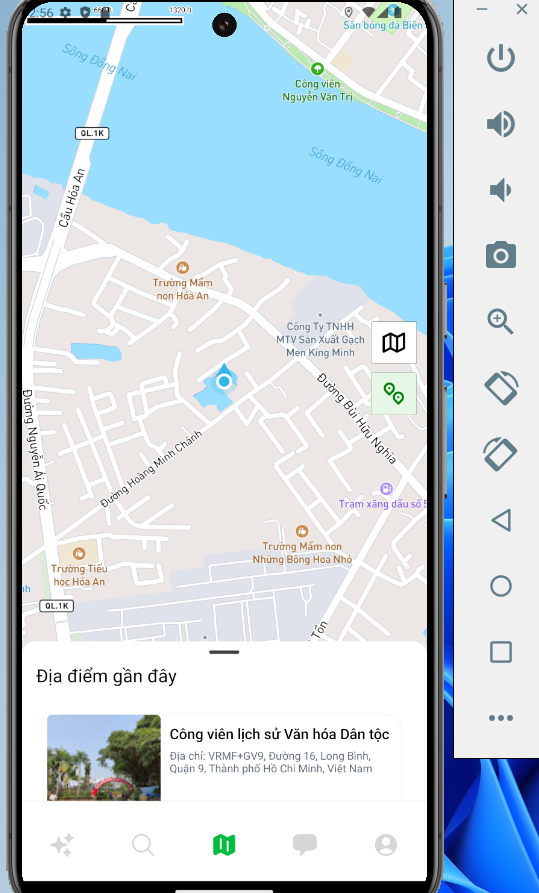 2:56
660 ft
1320 ft
Sân bóng đá Biên
Công viên
Nguyễn Văn Trị
Sông Đồng Nai
Sông Đồng Nai
QL.1K
Cầu Hóa An
Trường Mầm
non Hóa An
Công Ty TNHH
MTV Sản Xuất Gạch
Men King Minh
Đường Bùi Hữu Nghĩa
Đường Nguyễn Ái Quốc
Đường Hoàng Minh Chánh
Trạm xăng dầu số 5
Trường Mầm non
Những Bông Hoa Nhỏ
Trường Tiểu
học Hóa An
QL.1K
Tôn
Địa điểm gần đây
Công viên lịch sử Văn hóa Dân tộc
Địa chỉ: VRMF+GV9, Đường 16, Long Bình,
Quận 9, Thành phố Hồ Chí Minh, Việt Nam